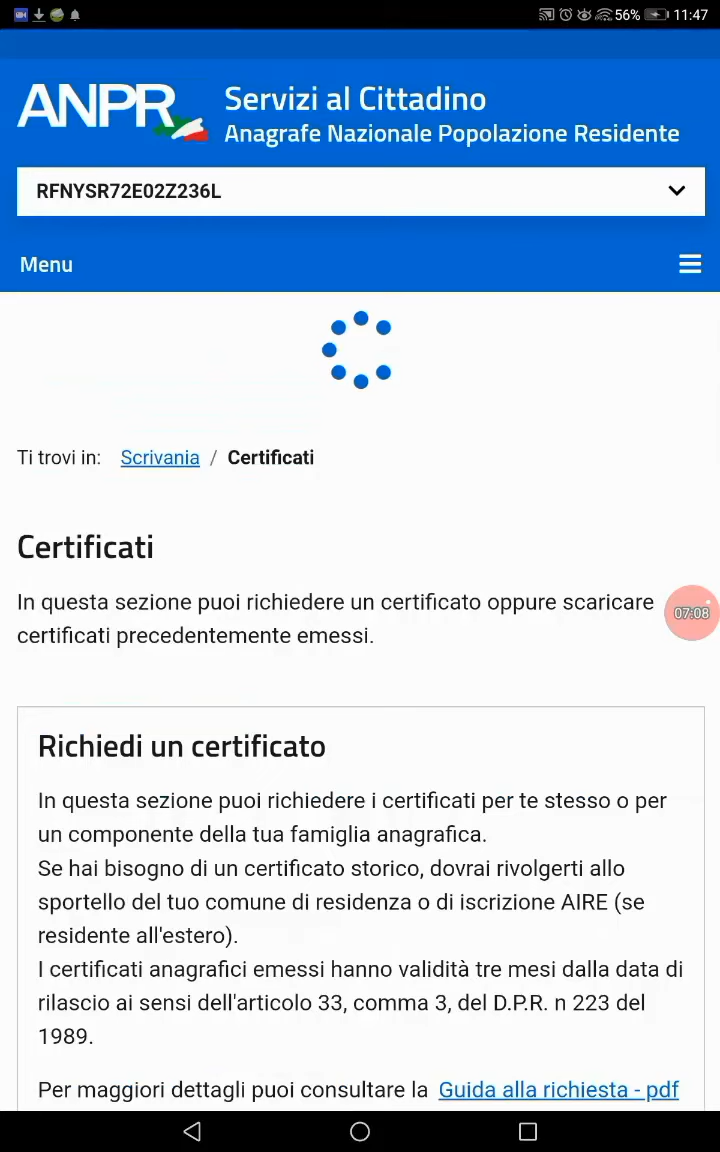 56% 11:47
ANPR
Servizi al Cittadino
Anagrafe Nazionale Popolazione Residente
RFNYSR72E02Z236L
Menu
Ti trovi in: Scrivania / Certificati
Certificati
In questa sezione puoi richiedere un certificato oppure scaricare
certificati precedentemente emessi.
07:08
Richiedi un certificato
In questa sezione puoi richiedere i certificati per te stesso o per
un componente della tua famiglia anagrafica.
Se hai bisogno di un certificato storico, dovrai rivolgerti allo
sportello del tuo comune di residenza o di iscrizione AIRE (se
residente all'estero).
I certificati anagrafici emessi hanno validità tre mesi dalla data di
rilascio ai sensi dell'articolo 33, comma 3, del D.P.R. n 223 del
1989.
Per maggiori dettagli puoi consultare la Guida alla richiesta - pdf